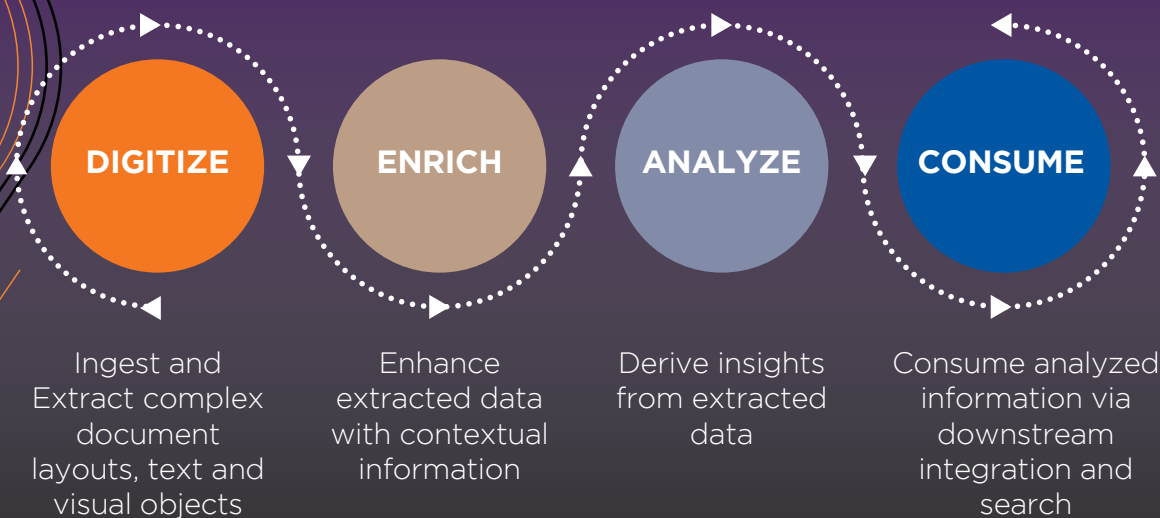 DIGITIZE
Ingest and
Extract complex
document
layouts, text and
visual objects
ENRICH
Enhance
extracted data
with contextual
information
ANALYZE
Derive insights
from extracted
data
CONSUME
Consume analyzed
information via
downstream
integration and
search